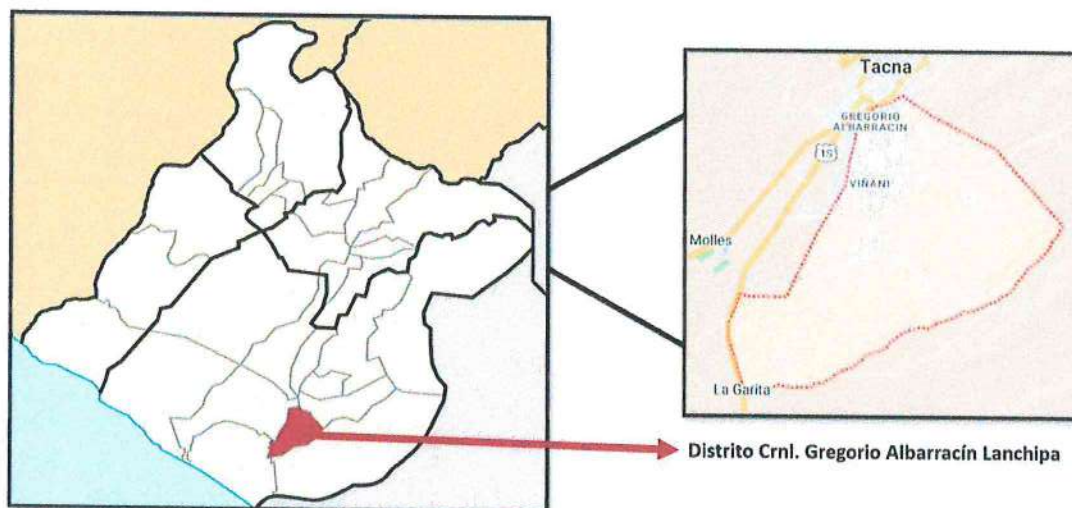 Tacna
GREGORIO
ALBARRACIN
15
VIÑANI
Molles
La Garita
Distrito Crnl. Gregorio Albarracín Lanchipa